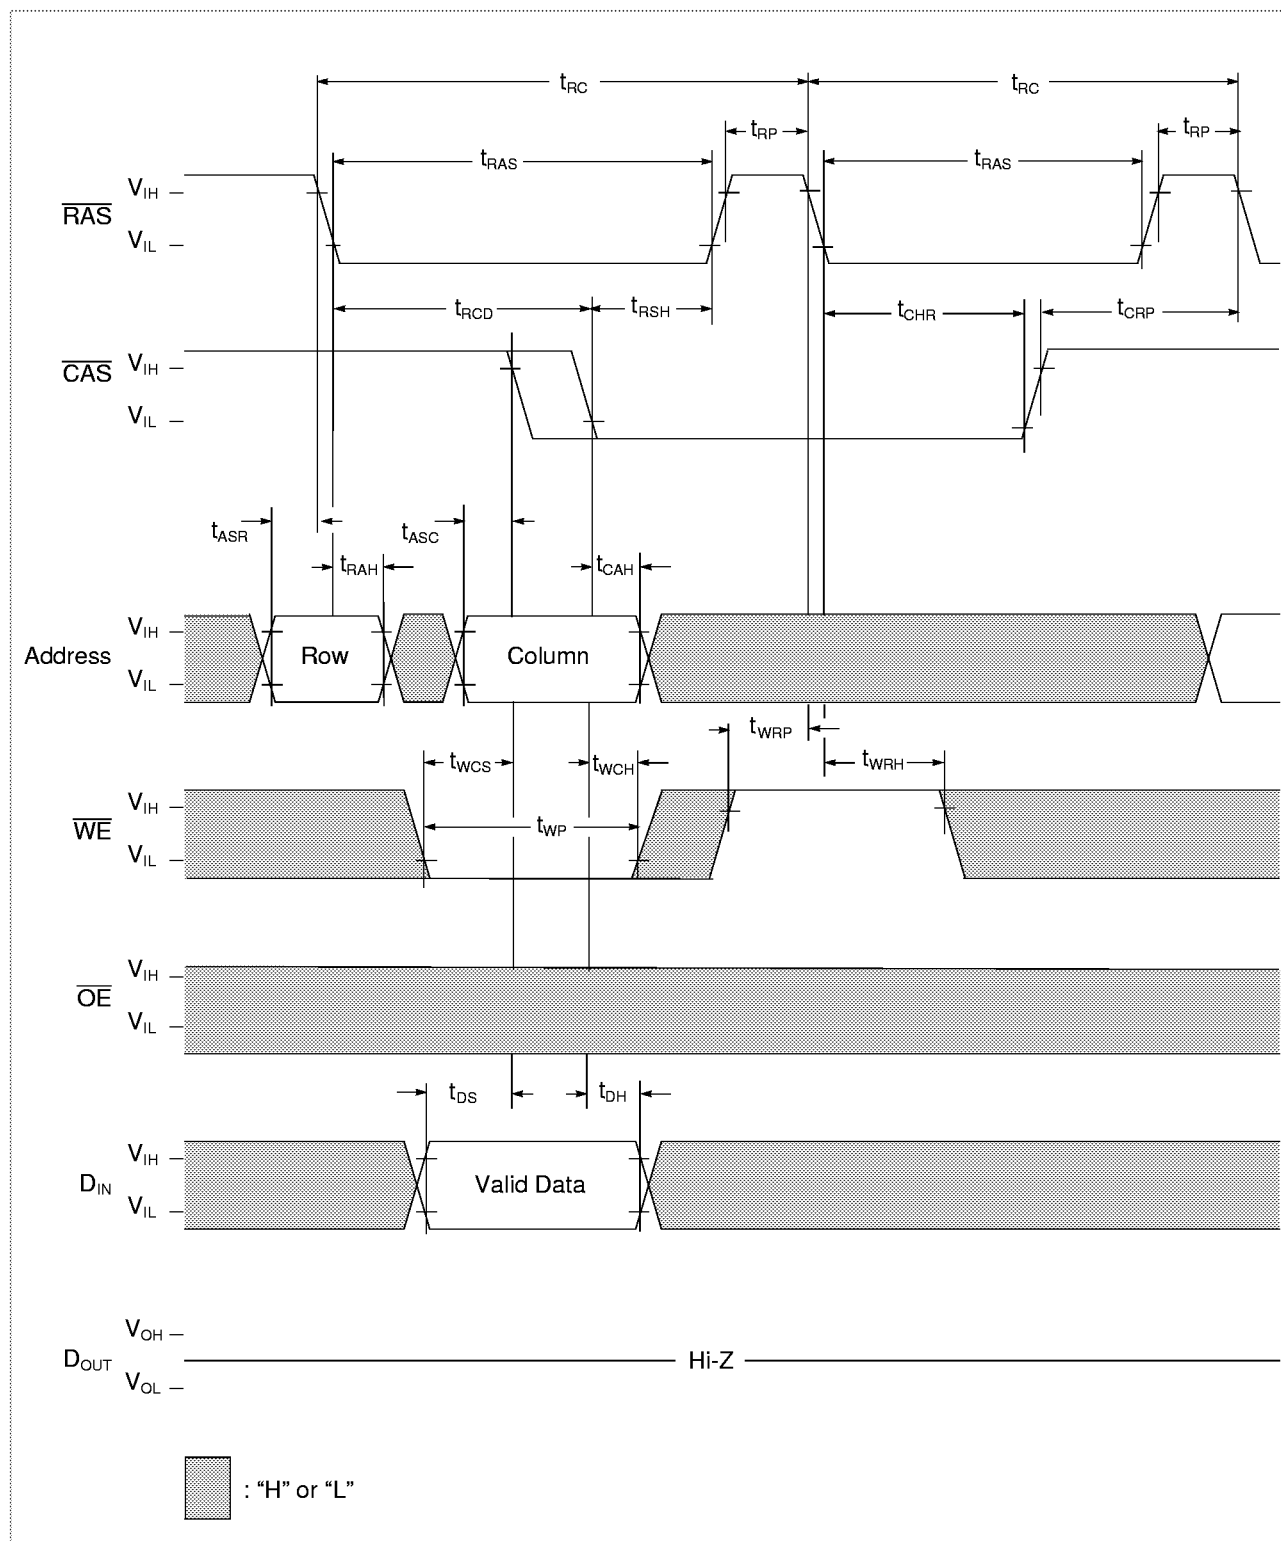 tRC tRC
tRP tRP
tRAS tRAS
RAS VIH
VIL
tRCD tRSH tCHR tCRP
CAS VIH
VIL
tASR tASC
tRAH tCAH
Address VIH
Row Column
VIL
tWRP
tWCS tWCH tWRH
WE VIH
tWP
VIL
OE VIH
VIL
tDS tDH
DIN VIH
Valid Data
VIL
VOH
DOUT Hi-Z
VOL
: “H” or “L”